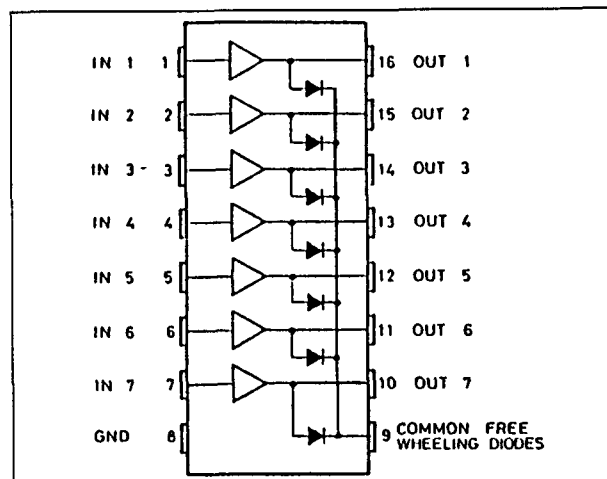 IN 1 1 16 OUT 1
IN 2 2 15 OUT 2
IN 3- 3 14 OUT 3
IN 4 4 13 OUT 4
IN 5 5 12 OUT 5
IN 6 6 11 OUT 6
IN 7 7 10 OUT 7
GND 8 9 COMMON FREE
WHEELING DIODES